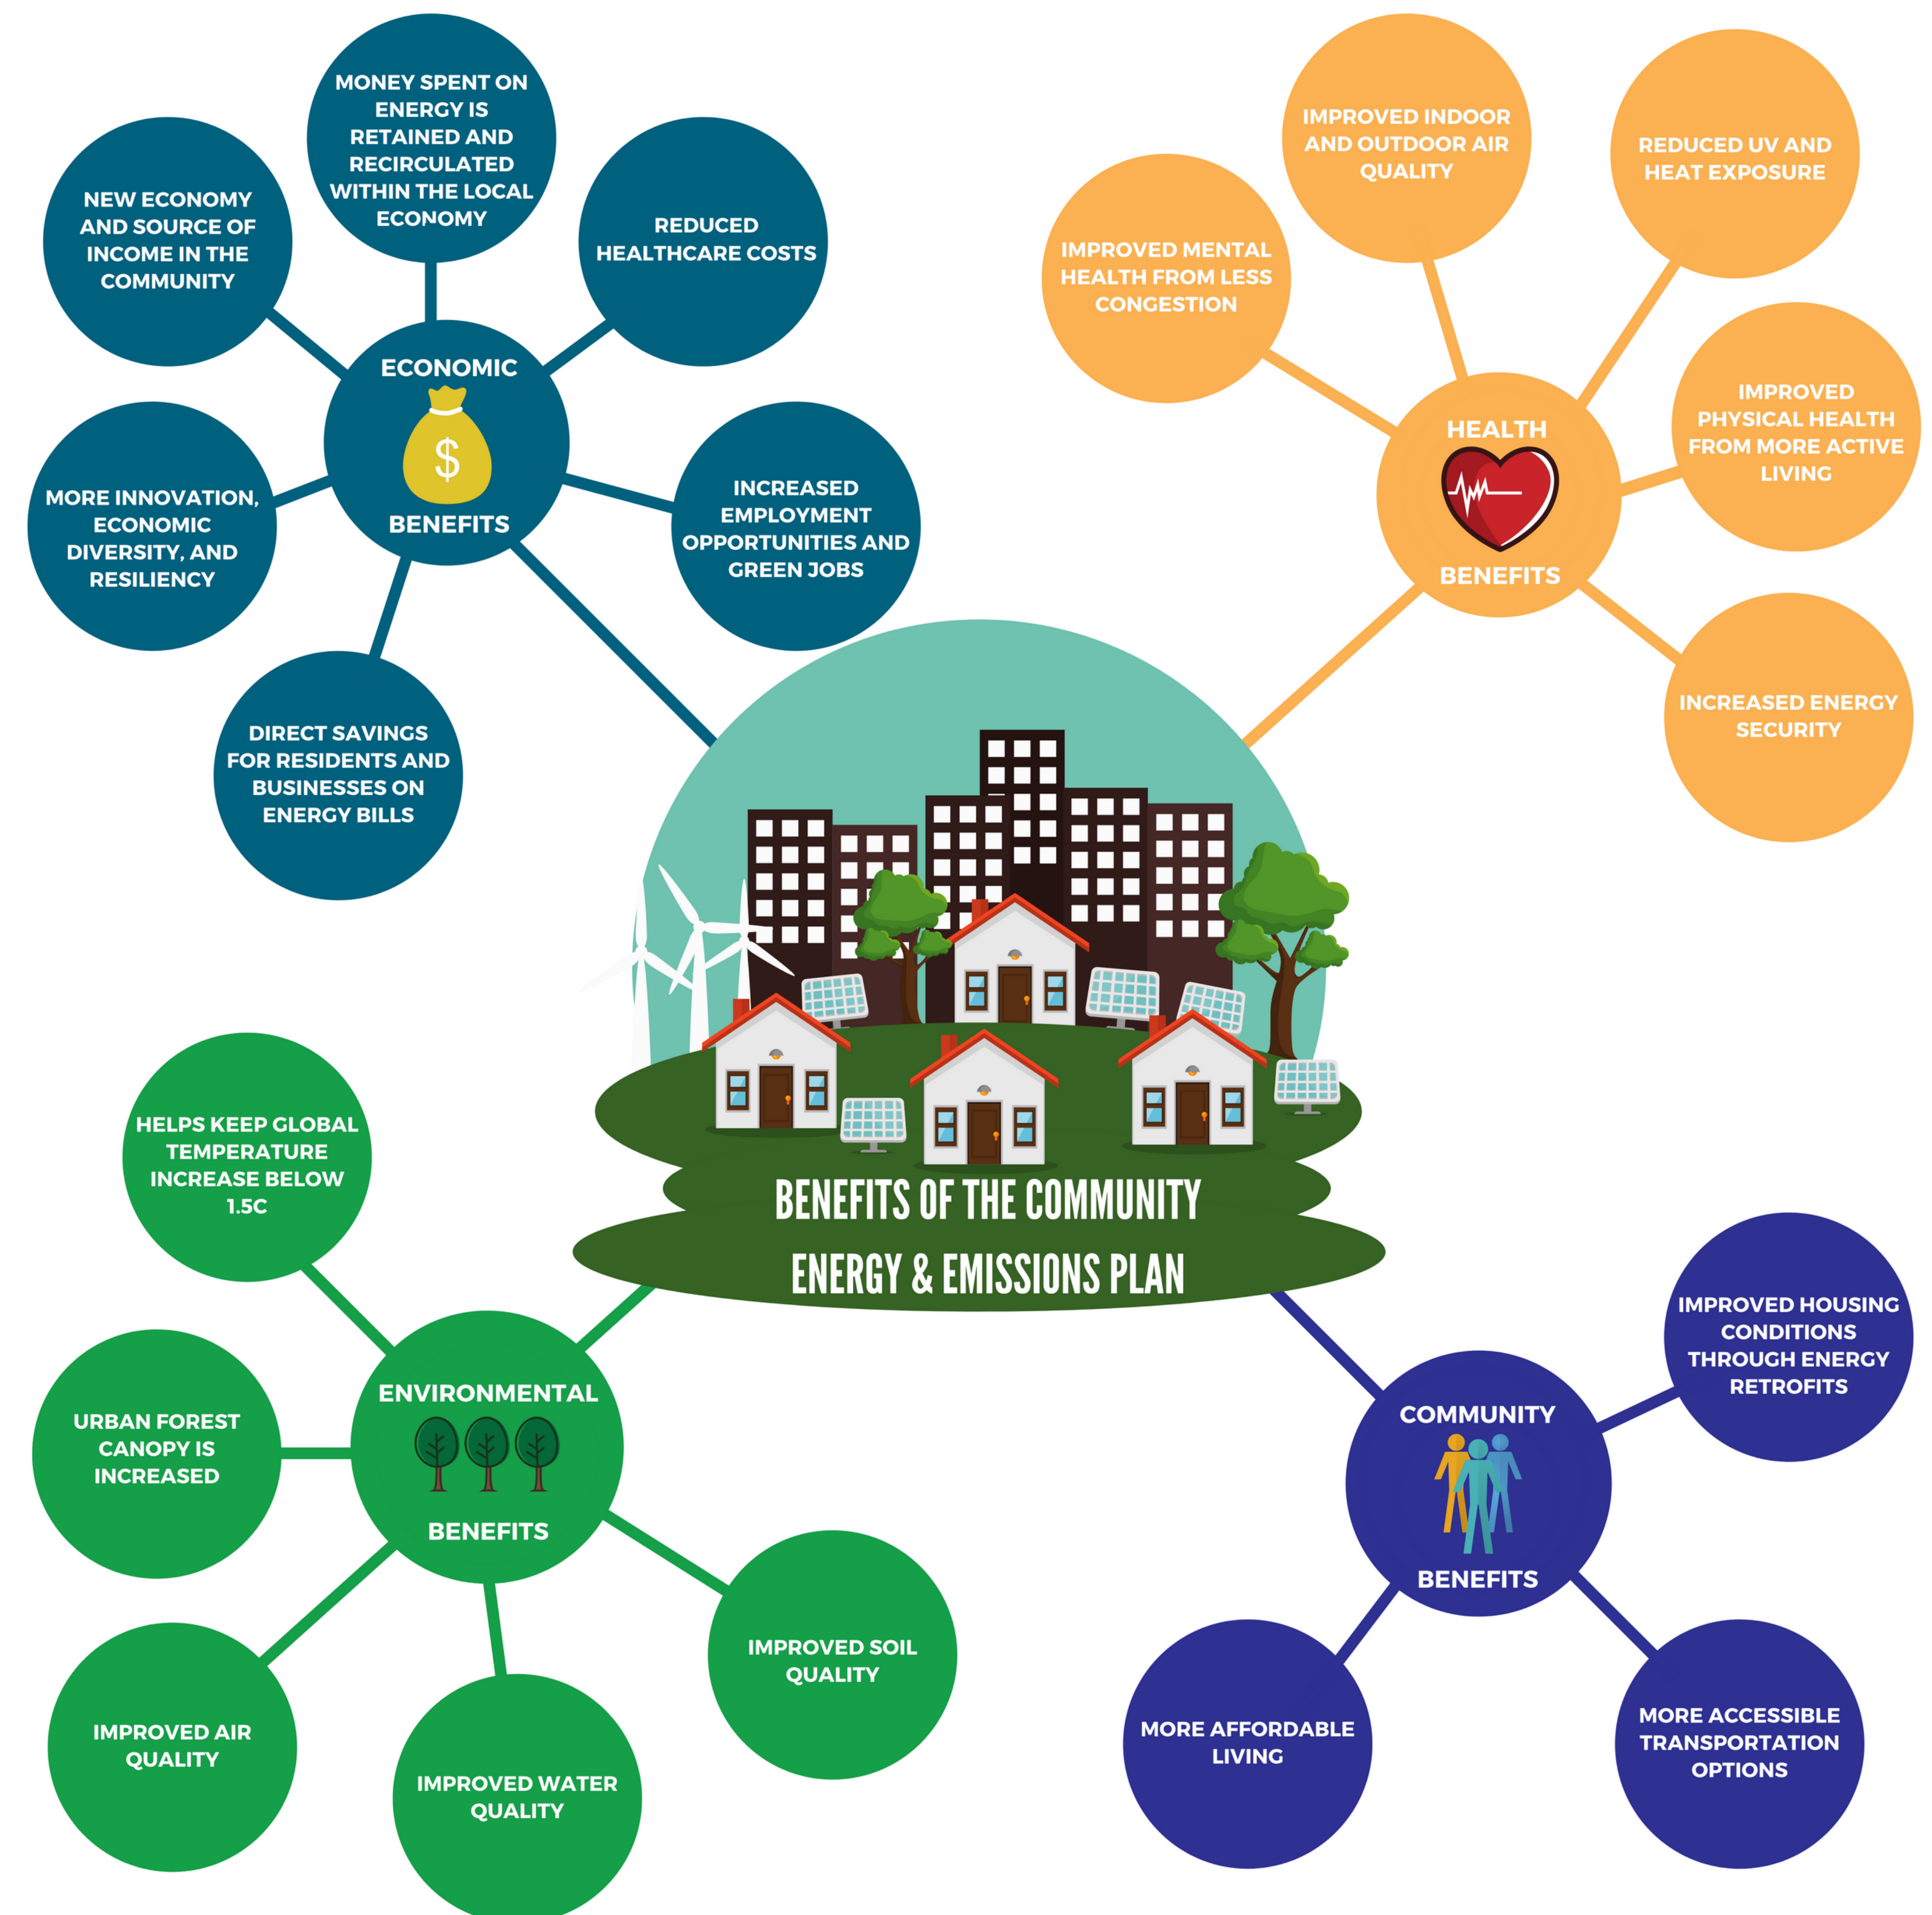 MONEY SPENT ON
ENERGY IS
RETAINED AND
RECIRCULATED
WITHIN THE LOCAL
ECONOMY
NEW ECONOMY
AND SOURCE OF
INCOME IN THE
COMMUNITY
REDUCED
HEALTHCARE COSTS
ECONOMIC
$
BENEFITS
MORE INNOVATION,
ECONOMIC
DIVERSITY, AND
RESILIENCY
INCREASED
EMPLOYMENT
OPPORTUNITIES AND
GREEN JOBS
DIRECT SAVINGS
FOR RESIDENTS AND
BUSINESSES ON
ENERGY BILLS
IMPROVED INDOOR
AND OUTDOOR AIR
QUALITY
REDUCED UV AND
HEAT EXPOSURE
IMPROVED MENTAL
HEALTH FROM LESS
CONGESTION
IMPROVED
PHYSICAL HEALTH
FROM MORE ACTIVE
LIVING
HEALTH
BENEFITS
INCREASED ENERGY
SECURITY
BENEFITS OF THE COMMUNITY
ENERGY & EMISSIONS PLAN
HELPS KEEP GLOBAL
TEMPERATURE
INCREASE BELOW
1.5C
ENVIRONMENTAL
BENEFITS
URBAN FOREST
CANOPY IS
INCREASED
IMPROVED AIR
QUALITY
IMPROVED WATER
QUALITY
IMPROVED SOIL
QUALITY
IMPROVED HOUSING
CONDITIONS
THROUGH ENERGY
RETROFITS
COMMUNITY
BENEFITS
MORE AFFORDABLE
LIVING
MORE ACCESSIBLE
TRANSPORTATION
OPTIONS